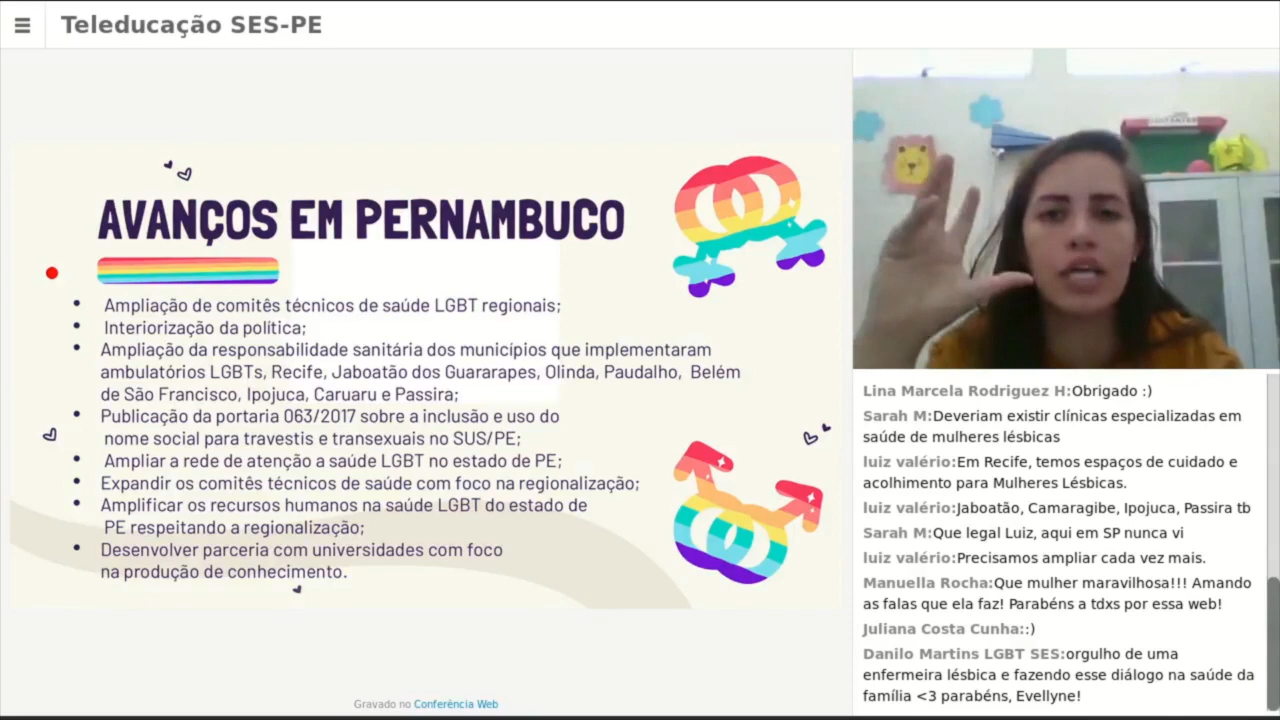 Teleducação SES-PE
AVANÇOS EM PERNAMBUCO
• Ampliação de comitês técnicos de saúde LGBT regionais;
• Interiorização da política;
• Ampliação da responsabilidade sanitária dos municípios que implementaram
ambulatórios LGBTs, Recife, Jaboatão dos Guararapes, Olinda, Paudalho, Belém
de São Francisco, Ipojuca, Caruaru e Passira;
• Publicação da portaria 063/2017 sobre a inclusão e uso do
nome social para travestis e transexuais no SUS/PE;
• Ampliar a rede de atenção a saúde LGBT no estado de PE;
• Expandir os comitês técnicos de saúde com foco na regionalização;
• Amplificar os recursos humanos na saúde LGBT do estado de
PE respeitando a regionalização;
• Desenvolver parceria com universidades com foco
na produção de conhecimento.
Gravado no Conferência Web
Lina Marcela Rodriguez H:Obrigado :)
Sarah M:Deveriam existir clínicas especializadas em
saúde de mulheres lésbicas
luiz valério:Em Recife, temos espaços de cuidado e
acolhimento para Mulheres Lésbicas.
luiz valério:Jaboatão, Camaragibe, Ipojuca, Passira tb
Sarah M:Que legal Luiz, aqui em SP nunca vi
luiz valério:Precisamos ampliar cada vez mais.
Manuella Rocha:Que mulher maravilhosa!!! Amando
as falas que ela faz! Parabéns a tdxs por essa web!
Juliana Costa Cunha::)
Danilo Martins LGBT SES:orgulho de uma
enfermeira lésbica e fazendo esse diálogo na saúde da
família <3 parabéns, Evellyne!